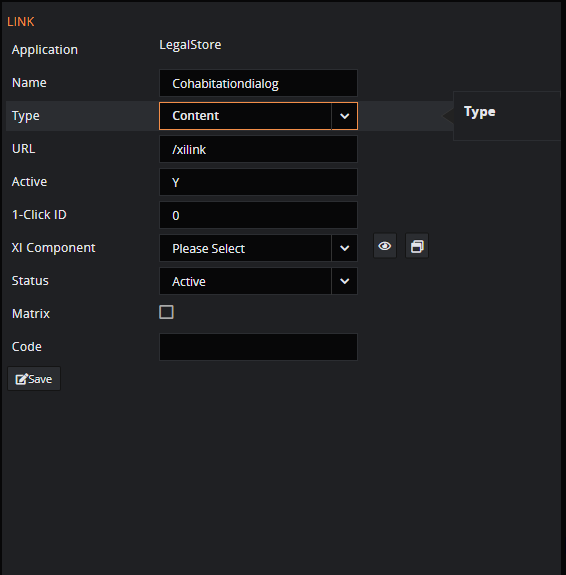 LINK
Application LegalStore
Name Cohabitationdialog
Type Content Type
URL /xilink
Active Y
1-Click ID 0
XI Component Please Select
Status Active
Matrix
Code
Save